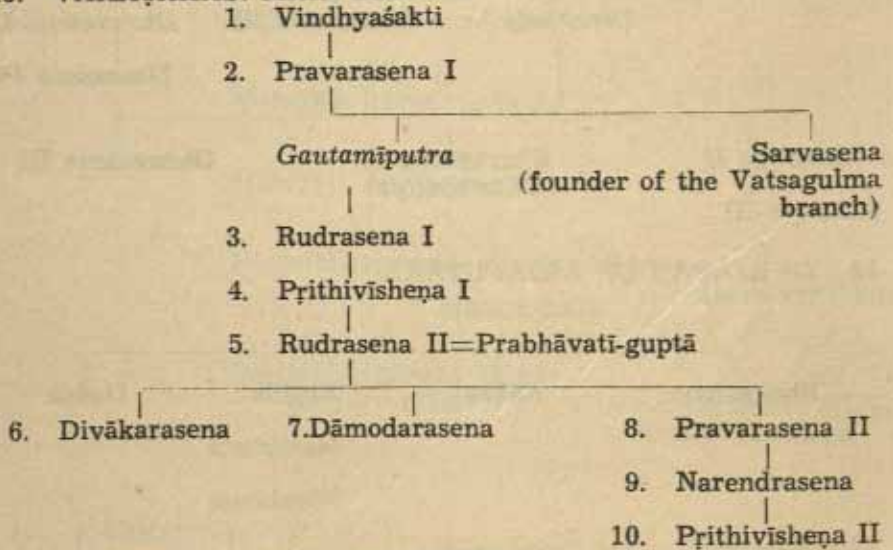 1. Vindhyaśakti
2. Pravarasena I
Gautamīputra
Sarvasena
(founder of the Vatsagulma
branch)
3. Rudrasena I
4. Pṛithivīsheṇa I
5. Rudrasena II=Prabhāvatī-guptā
6. Divākarasena 7.Dāmodarasena 8. Pravarasena II
9. Narendrasena
10. Pṛithivīsheṇa II